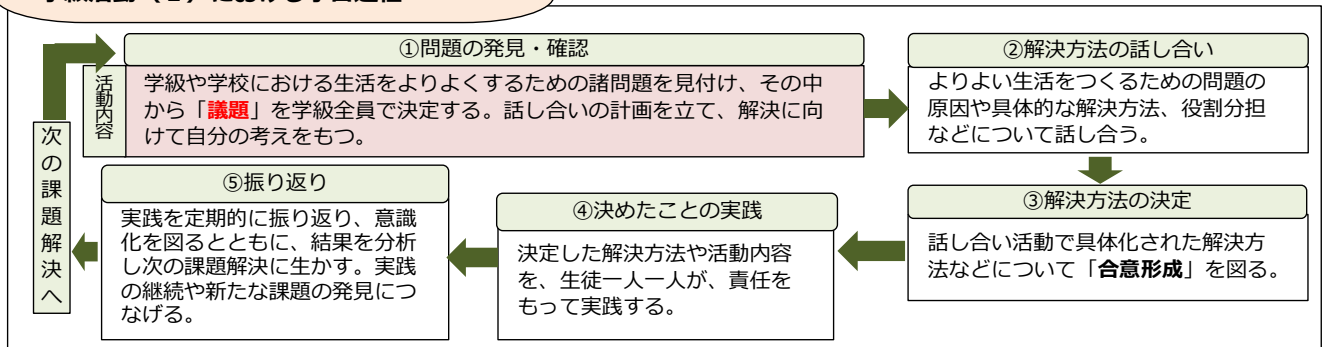 ①問題の発見・確認
活動内容
学級や学校における生活をよりよくするための諸問題を見付け、その中
から「議題」を学級全員で決定する。話し合いの計画を立て、解決に向
けて自分の考えをもつ。
②解決方法の話し合い
よりよい生活をつくるための問題の
原因や具体的な解決方法、役割分担
などについて話し合う。
③解決方法の決定
話し合い活動で具体化された解決方
法などについて「合意形成」を図る。
④決めたことの実践
決定した解決方法や活動内容
を、生徒一人一人が、責任を
もって実践する。
⑤振り返り
実践を定期的に振り返り、意識
化を図るとともに、結果を分析
し次の課題解決に生かす。実践
の継続や新たな課題の発見につ
なげる。
次の課題解決へ